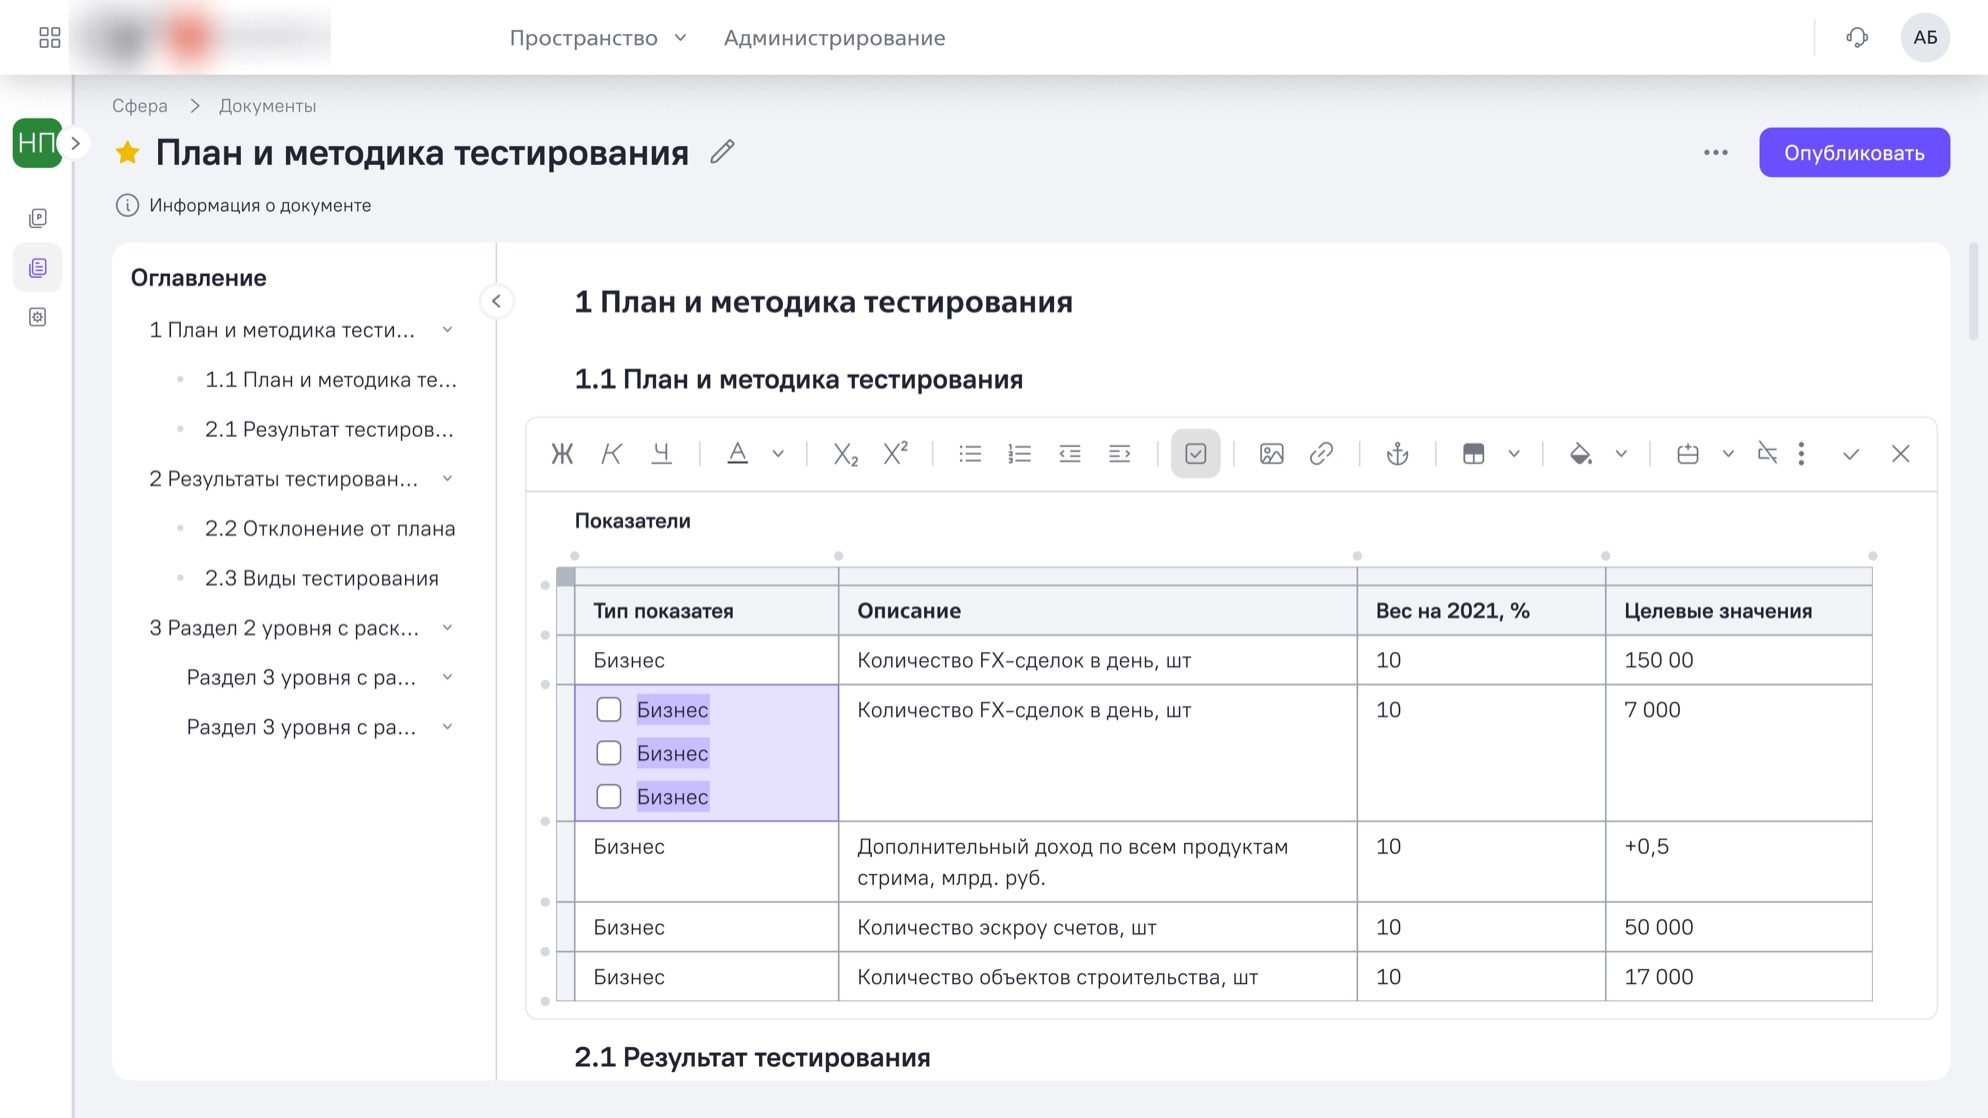 Пространство Администрирование АБ
Сфера Документы
НП
План и методика тестирования
Опубликовать
Информация о документе
Оглавление
1 План и методика тести...
1.1 План и методика те...
2.1 Результат тестиров...
2 Результаты тестирован...
2.2 Отклонение от плана
2.3 Виды тестирования
3 Раздел 2 уровня с раск...
Раздел 3 уровня с ра...
Раздел 3 уровня с ра...
1 План и методика тестирования
1.1 План и методика тестирования
Ж К Ч A X2 X2
Показатели
Тип показатея Описание Вес на 2021, % Целевые значения
Бизнес Количество FX-сделок в день, шт 10 150 00
Бизнес Количество FX-сделок в день, шт 10 7 000
Бизнес
Бизнес
Бизнес Дополнительный доход по всем продуктам 10 +0,5
стрима, млрд. руб.
Бизнес Количество эскроу счетов, шт 10 50 000
Бизнес Количество объектов строительства, шт 10 17 000
2.1 Результат тестирования